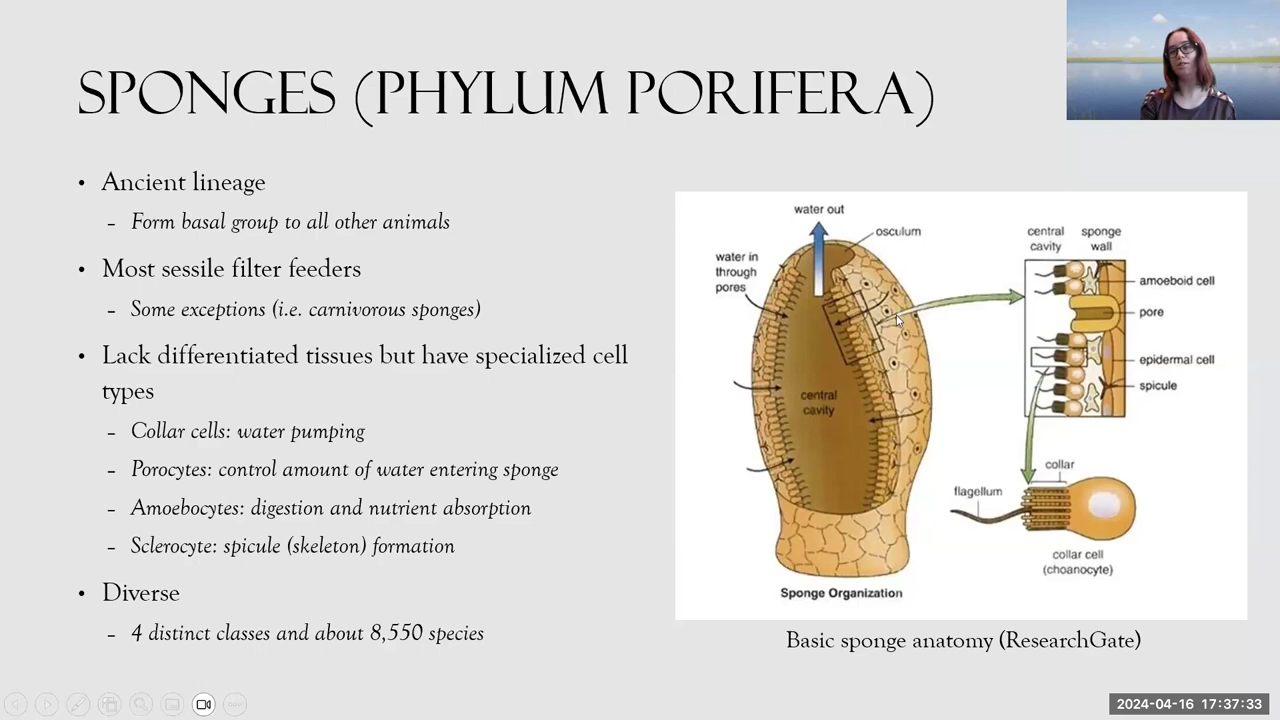 SPONGES (PHYLUM PORIFERA)
• Ancient lineage
– Form basal group to all other animals
• Most sessile filter feeders
– Some exceptions (i.e. carnivorous sponges)
• Lack differentiated tissues but have specialized cell
types
– Collar cells: water pumping
– Porocytes: control amount of water entering sponge
– Amoebocytes: digestion and nutrient absorption
– Sclerocyte: spicule (skeleton) formation
• Diverse
– 4 distinct classes and about 8,550 species
water out
osculum
water in
through
pores
central
cavity
Sponge Organization
central
cavity
sponge
wall
amoeboid cell
pore
epidermal cell
spicule
collar
flagellum
collar cell
(choanocyte)
Basic sponge anatomy (ResearchGate)
2024-04-16 17:37:33